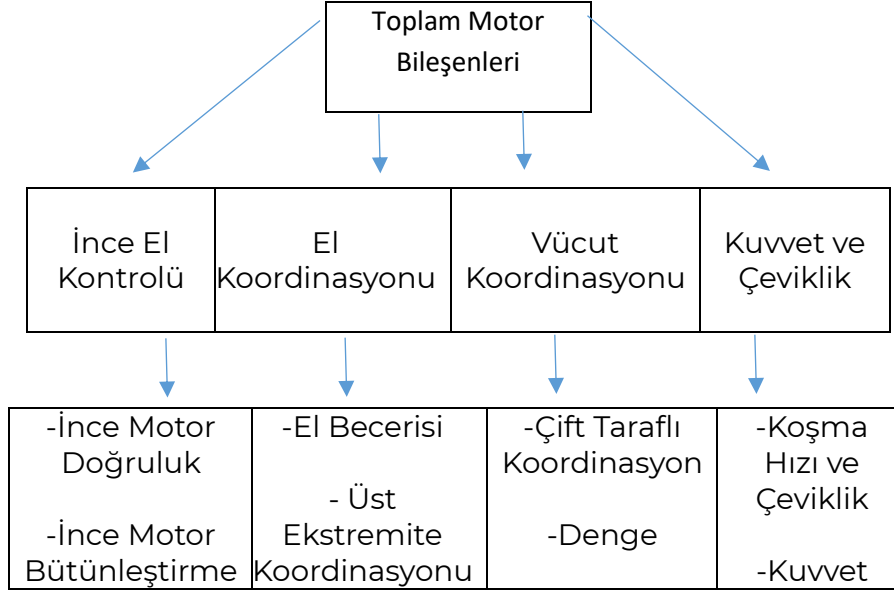 Toplam Motor
Bileşenleri
İnce El
Kontrolü
El
Koordinasyonu
Vücut
Koordinasyonu
Kuvvet ve
Çeviklik
-İnce Motor
Doğruluk
-İnce Motor
Bütünleştirme
-El Becerisi
- Üst
Ekstremite
Koordinasyonu
-Çift Taraflı
Koordinasyon
-Denge
-Koşma
Hızı ve
Çeviklik
-Kuvvet